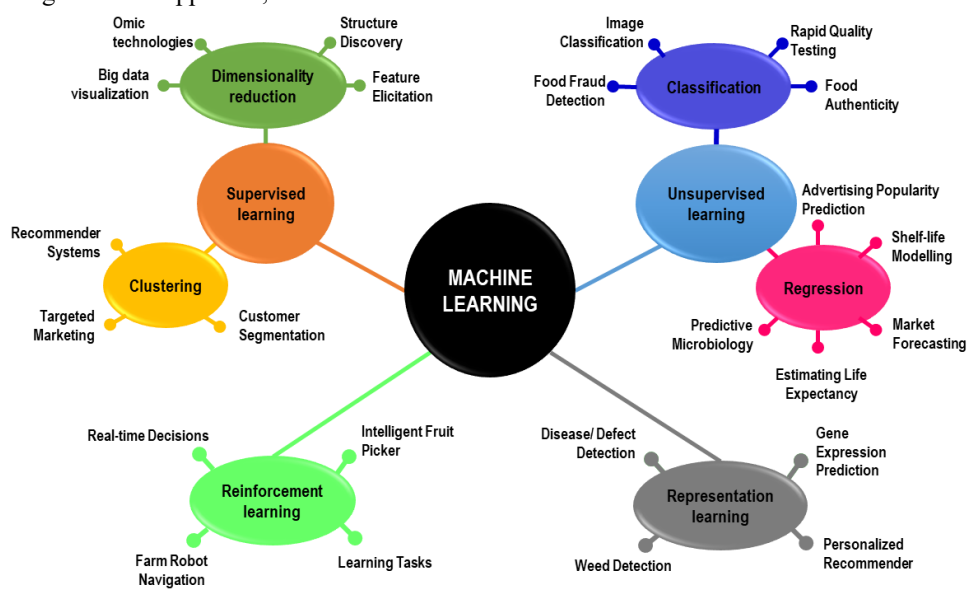 Omic
technologies
Structure
Discovery
Big data
visualization
Dimensionality
reduction
Feature
Elicitation
Image
Classification
Rapid Quality
Testing
Food Fraud
Detection
Classification
Food
Authenticity
Supervised
learning
Unsupervised
learning
Advertising Popularity
Prediction
Recommender
Systems
Shelf-life
Modelling
Clustering
MACHINE
LEARNING
Regression
Targeted
Marketing
Customer
Segmentation
Predictive
Microbiology
Market
Forecasting
Estimating Life
Expectancy
Real-time Decisions
Intelligent Fruit
Picker
Disease/ Defect
Detection
Gene
Expression
Prediction
Reinforcement
learning
Representation
learning
Farm Robot
Navigation
Learning Tasks
Weed Detection
Personalized
Recommender